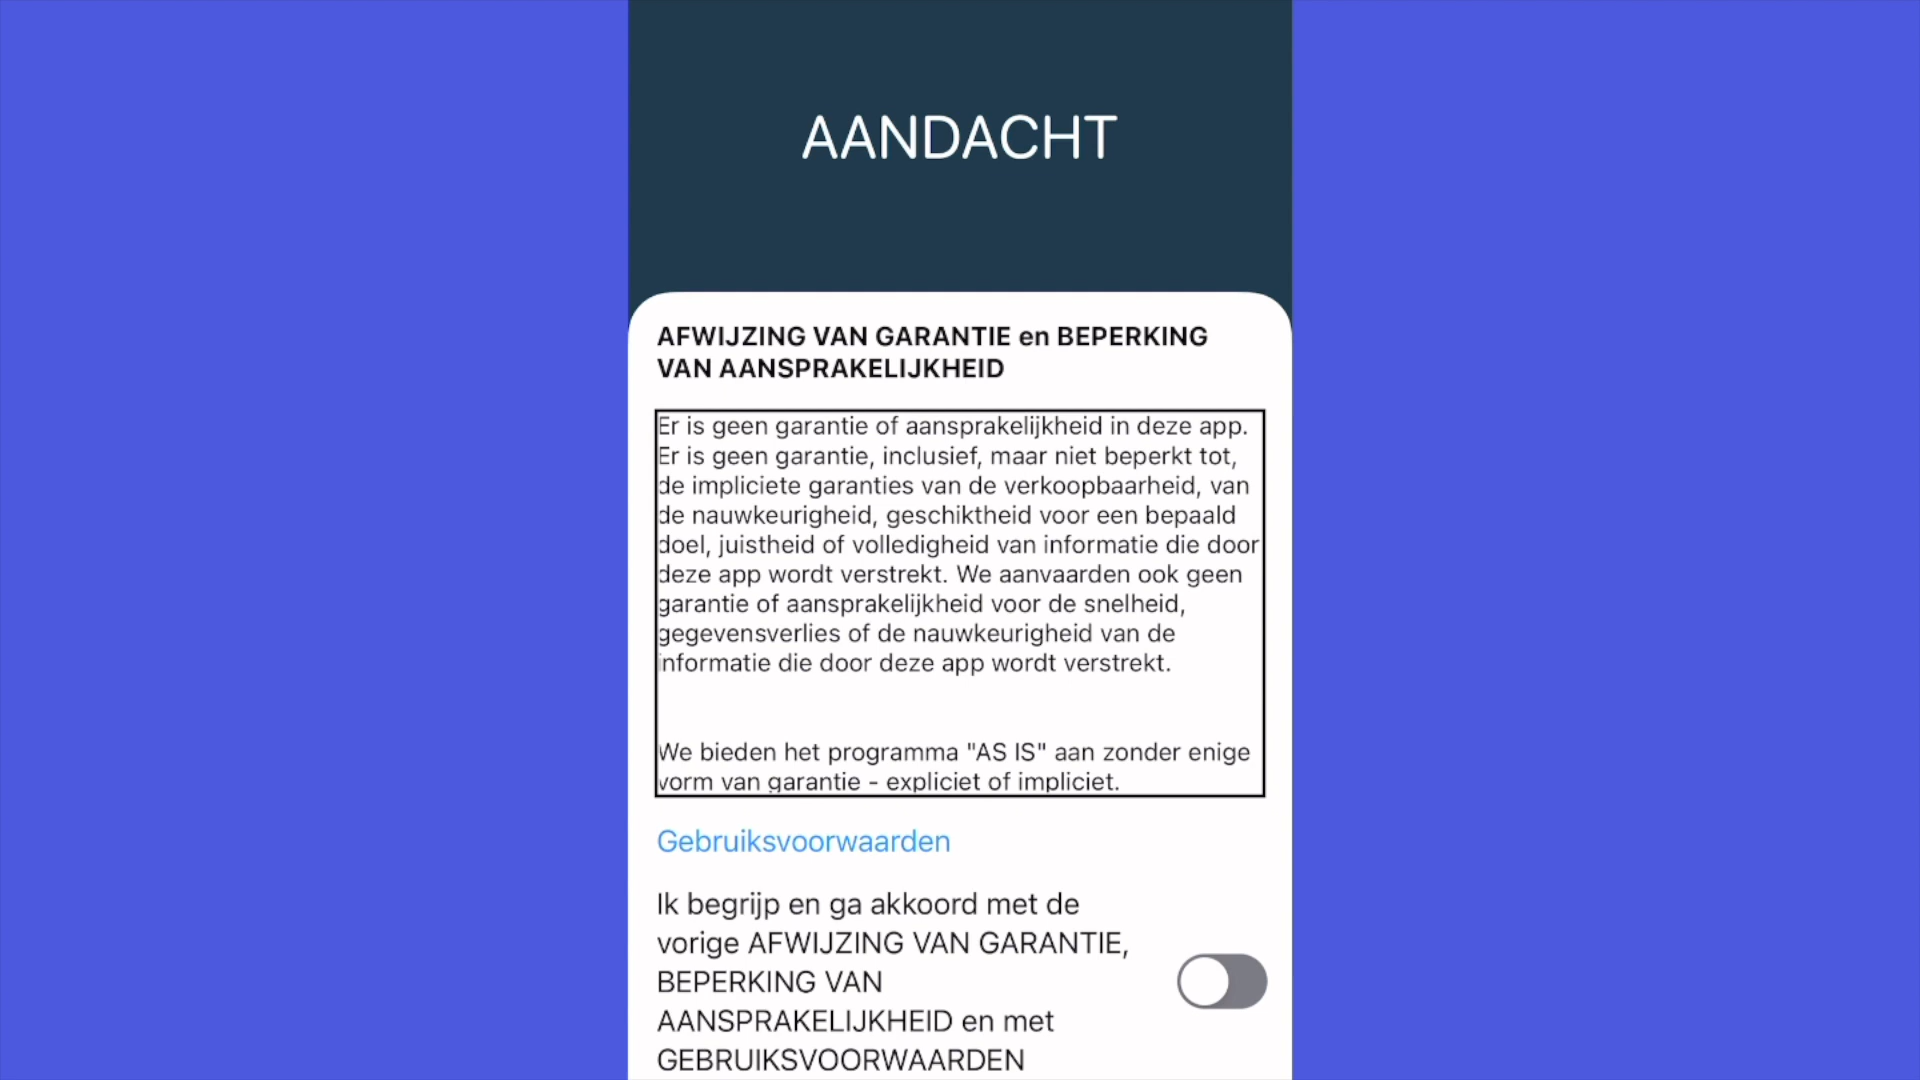 AANDACHT
AFWIJZING VAN GARANTIE en BEPERKING
VAN AANSPRAKELIJKHEID
Er is geen garantie of aansprakelijkheid in deze app.
Er is geen garantie, inclusief, maar niet beperkt tot,
de impliciete garanties van de verkoopbaarheid, van
de nauwkeurigheid, geschiktheid voor een bepaald
doel, juistheid of volledigheid van informatie die door
deze app wordt verstrekt. We aanvaarden ook geen
garantie of aansprakelijkheid voor de snelheid,
gegevensverlies of de nauwkeurigheid van de
informatie die door deze app wordt verstrekt.
We bieden het programma "AS IS" aan zonder enige
vorm van garantie - expliciet of impliciet.
Gebruiksvoorwaarden
Ik begrijp en ga akkoord met de
vorige AFWIJZING VAN GARANTIE,
BEPERKING VAN
AANSPRAKELIJKHEID en met
GEBRUIKSVOORWAARDEN